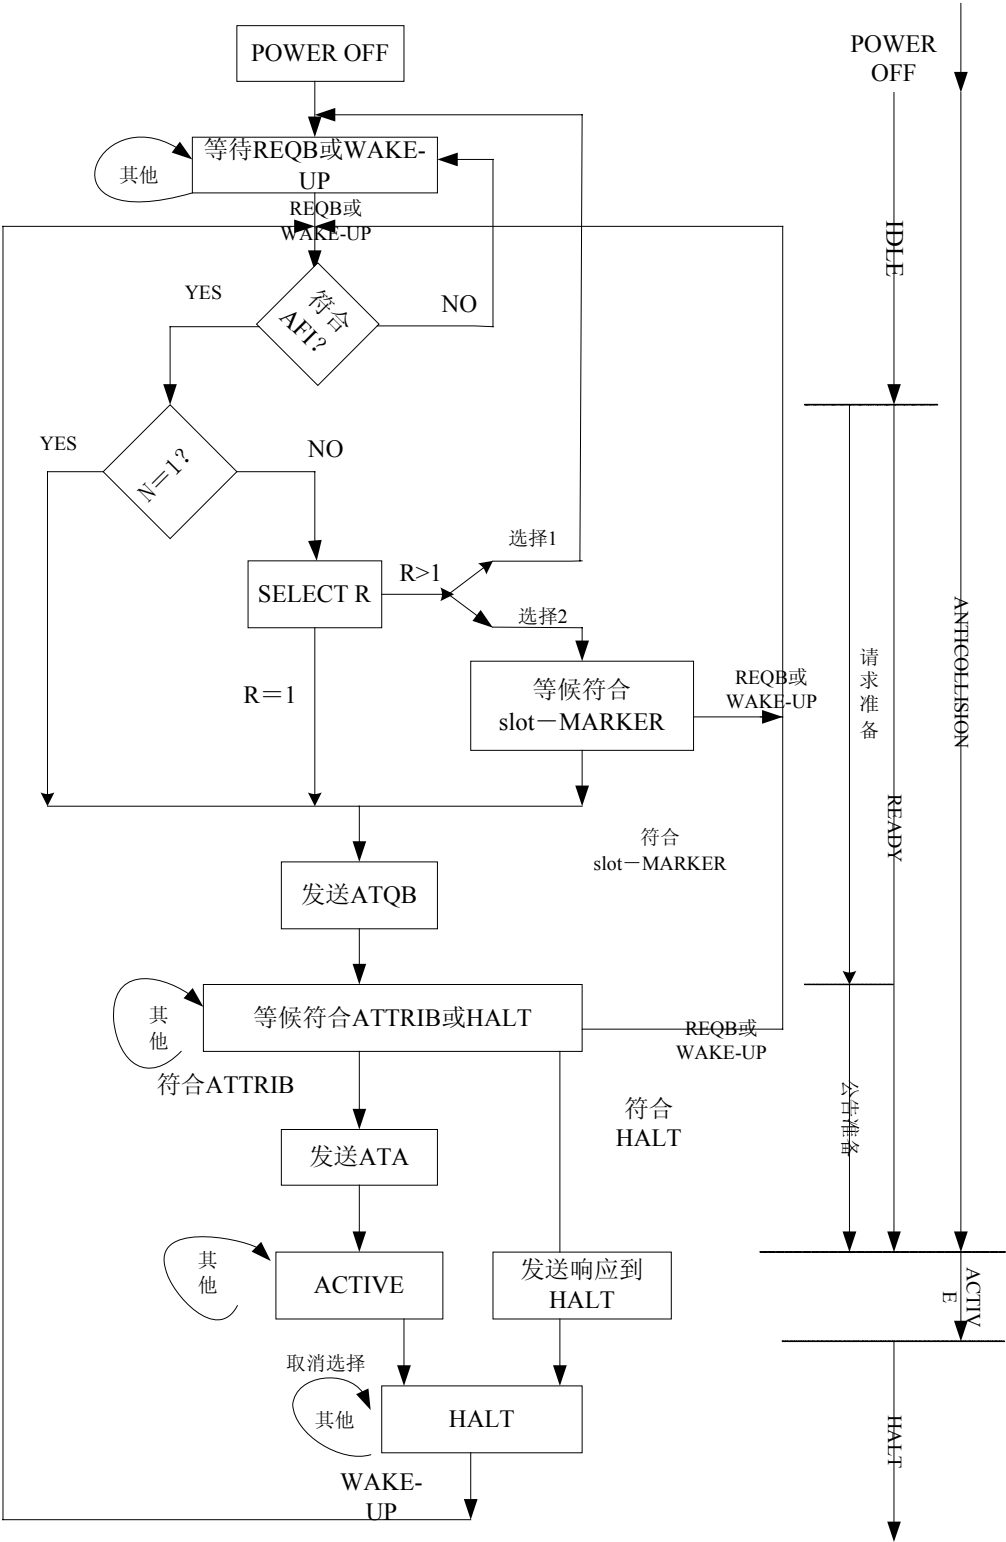 POWER OFF
等待REQB或WAKE-
UP
其他
REQB或
WAKE-UP
YES
符合
AFI?
NO
YES
N＝1?
NO
选择1
SELECT R
R>1
选择2
R＝1
等候符合
slot－MARKER
REQB或
WAKE-UP
符合
slot－MARKER
发送ATQB
其
他
等候符合ATTRIB或HALT
REQB或
WAKE-UP
符合ATTRIB
符合
HALT
发送ATA
其
他
ACTIVE
发送响应到
HALT
取消选择
其他
HALT
WAKE-
UP
POWER
OFF
IDLE
请
求
准
备
ANTICOLLISION
READY
公告准备
ACTIV
E
HALT